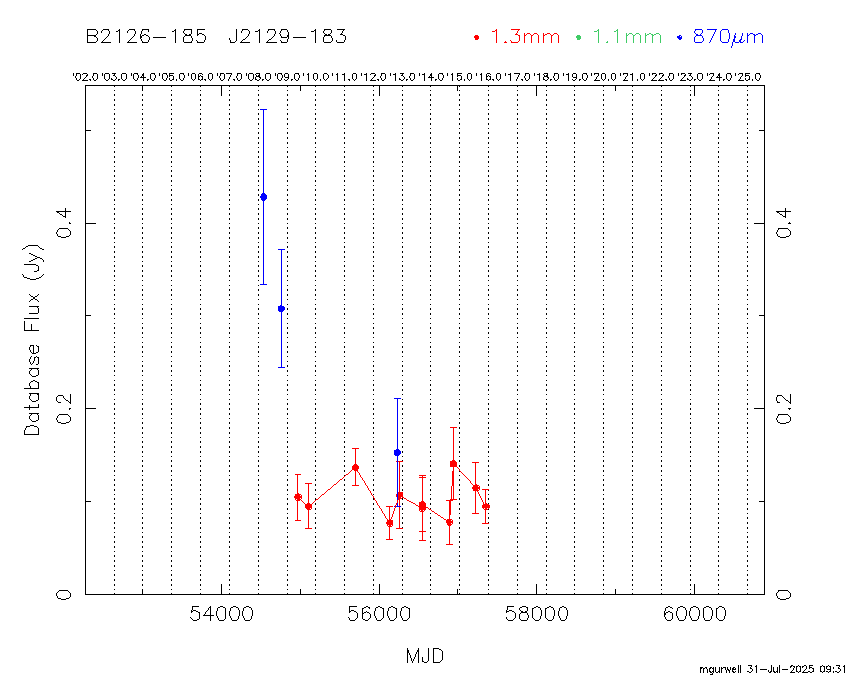 B2126-185 J2129-183 • 1.3mm • 1.1mm • 870μm
'02.0 '03.0 '04.0 '05.0 '06.0 '07.0 '08.0 '09.0 '10.0 '11.0 '12.0 '13.0 '14.0 '15.0 '16.0 '17.0 '18.0 '19.0 '20.0 '21.0 '22.0 '23.0 '24.0 '25.0
0.4 0.4
Database Flux (Jy)
0.2 0.2
0 0
54000 56000 58000 60000
MJD
mgurwell 31-Jul-2025 09:31